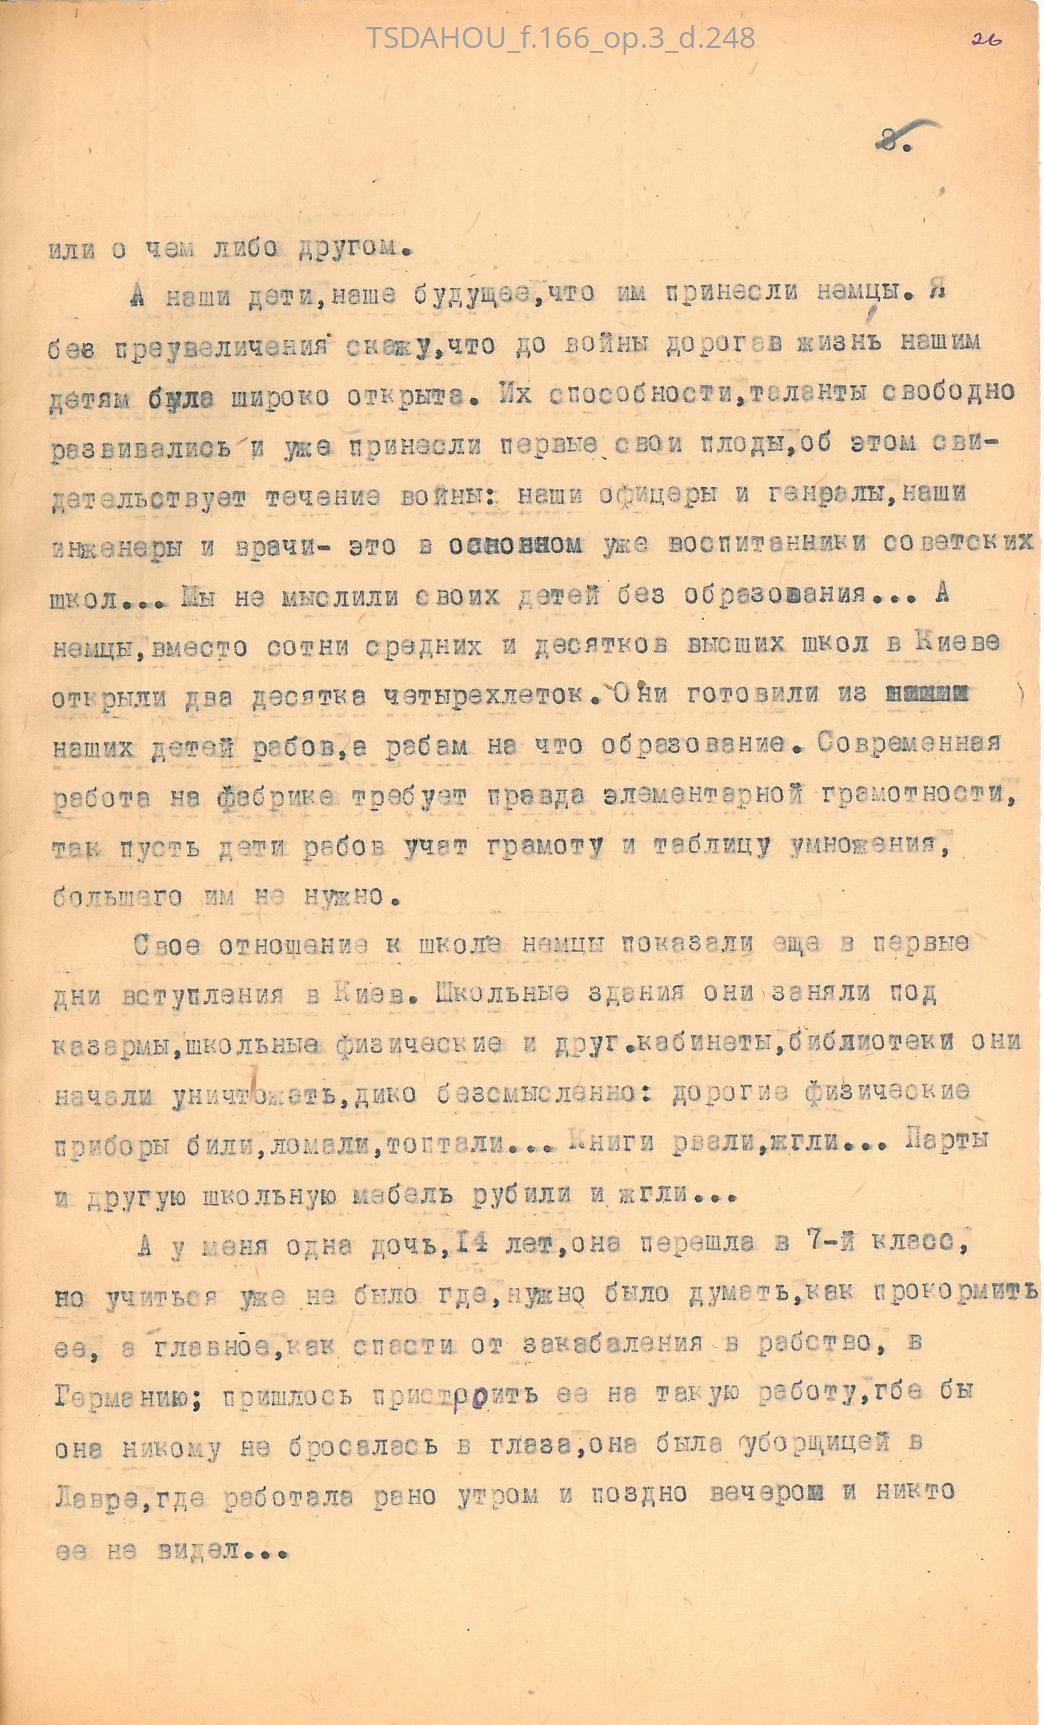 TSDAHOU_f.166_op.3_d.248
26
8.
или о чем либо другом.
А наши дети,наше будущее,что им принесли немцы. Я
без преувеличения скажу,что до войны дорогав жизнь нашим
детям была широко открыта. Их способности,таланты свободно
развивались и уже принесли первые свои плоды,об этом сви-
детельствует течение войны: наши офицеры и генралы,наши
инженеры и врачи- это в основном уже воспитанники советских
школ... Мы не мыслили своих детей без образования... А
немцы,вместо сотни средних и десятков высших школ в Киеве
открыли два десятка четырехлеток. Они готовили из
наших детей рабов,а рабам на что образование. Современная
работа на фабрике требует правда элементарной грамотности,
так пусть дети рабов учат грамоту и таблицу умножения,
большего им не нужно.
Свое отношение к школе немцы показали еще в первые
дни вступления в Киев. Школьные здания они заняли под
казармы,школьные физические и друг.кабинеты,библиотеки они
начали уничтожать,дико безсмысленно: дорогие физические
приборы били,ломали,топтали... Книги рвали,жгли... Парты
и другую школьную мебель рубили и жгли...
А у меня одна дочь,14 лет,она перешла в 7-й класс,
но учиться уже не было где,нужно было думать,как прокормить
ее, а главное,как спасти от закабаления в рабство, в
Германию; пришлось пристроить ее на такую работу,гбе бы
она никому не бросалась в глаза,она была уборщицей в
Лавре,где работала рано утром и поздно вечером и никто
ее не видел...